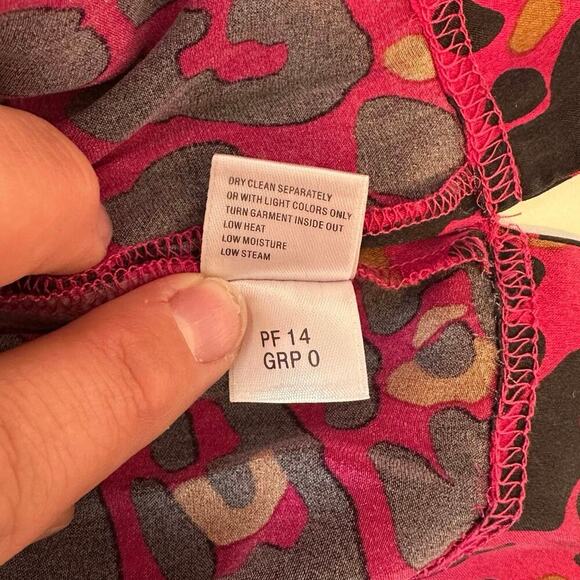 DRY CLEAN SEPARATELY
OR WITH LIGHT COLORS ONLY
TURN GARMENT INSIDE OUT
LOW HEAT
LOW MOISTURE
LOW STEAM
PF 14
GRP 0